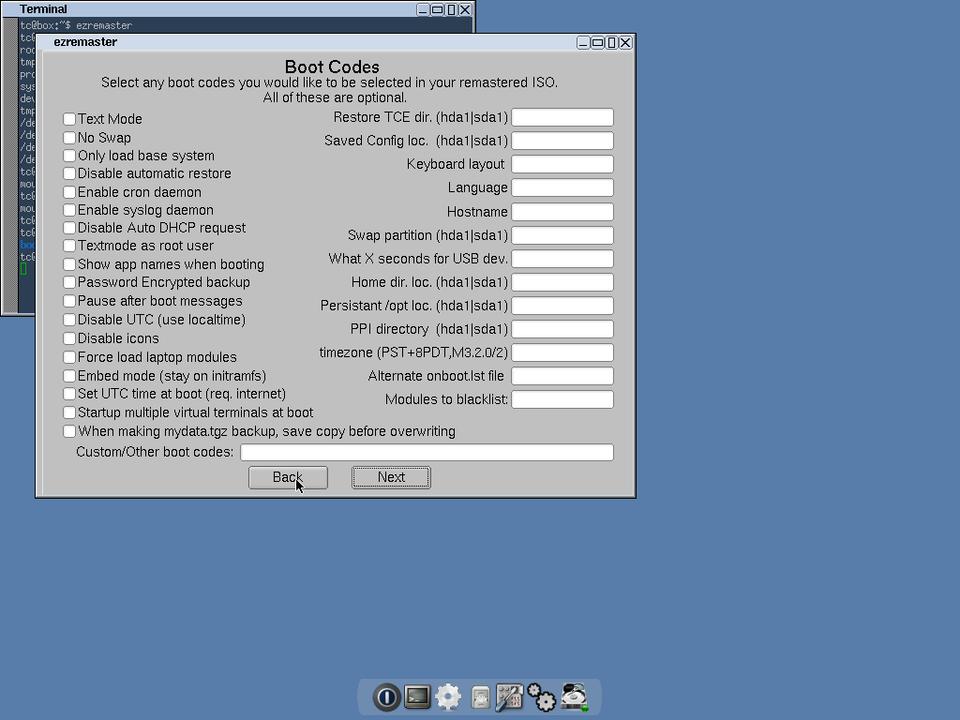 Terminal
tc@box:~$ ezremaster
ezremaster
Boot Codes
Select any boot codes you would like to be selected in your remastered ISO.
All of these are optional.
Text Mode
No Swap
Only load base system
Disable automatic restore
Enable cron daemon
Enable syslog daemon
Disable Auto DHCP request
Textmode as root user
Show app names when booting
Password Encrypted backup
Pause after boot messages
Disable UTC (use localtime)
Disable icons
Force load laptop modules
Embed mode (stay on initramfs)
Set UTC time at boot (req. internet)
Startup multiple virtual terminals at boot
When making mydata.tgz backup, save copy before overwriting
Restore TCE dir. (hda1|sda1)
Saved Config loc. (hda1|sda1)
Keyboard layout
Language
Hostname
Swap partition (hda1|sda1)
What X seconds for USB dev.
Home dir. loc. (hda1|sda1)
Persistant /opt loc. (hda1|sda1)
PPI directory (hda1|sda1)
timezone (PST+8PDT,M3.2.0/2)
Alternate onboot.lst file
Modules to blacklist:
Custom/Other boot codes:
Back
Next